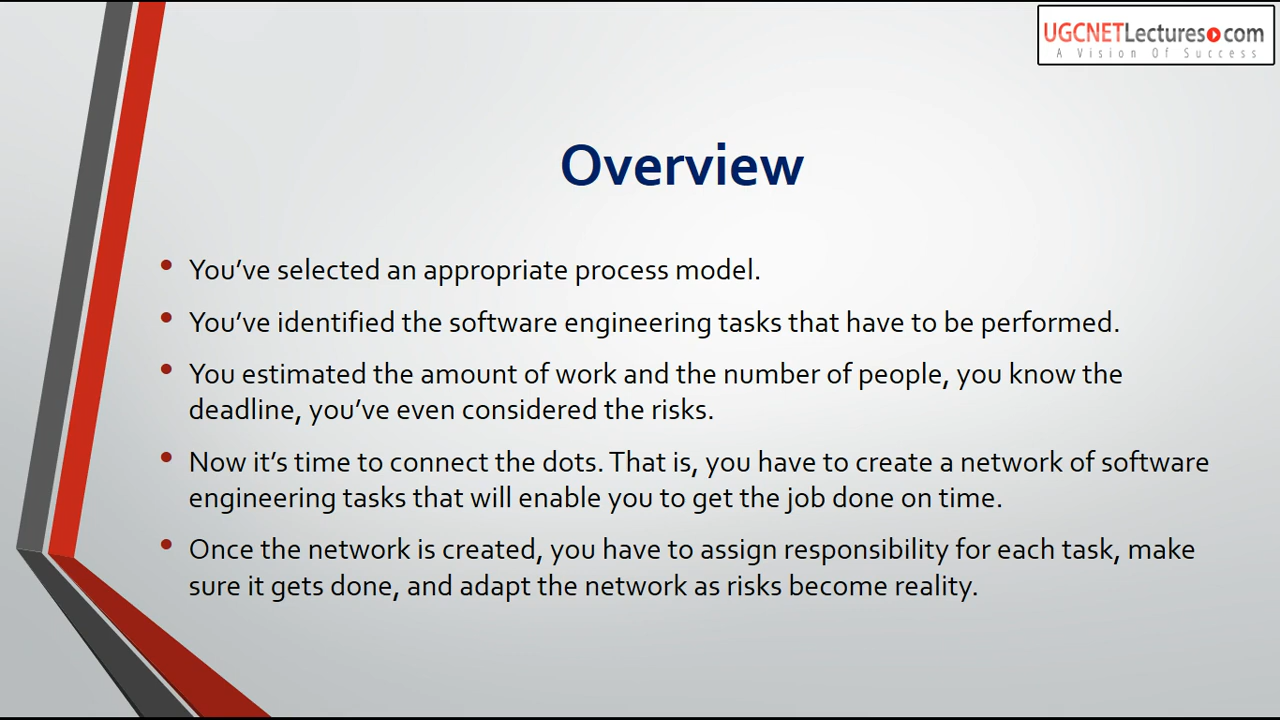 UGCNETLectures.com
A Vision Of Success
Overview
• You’ve selected an appropriate process model.
• You’ve identified the software engineering tasks that have to be performed.
• You estimated the amount of work and the number of people, you know the
deadline, you’ve even considered the risks.
• Now it’s time to connect the dots. That is, you have to create a network of software
engineering tasks that will enable you to get the job done on time.
• Once the network is created, you have to assign responsibility for each task, make
sure it gets done, and adapt the network as risks become reality.